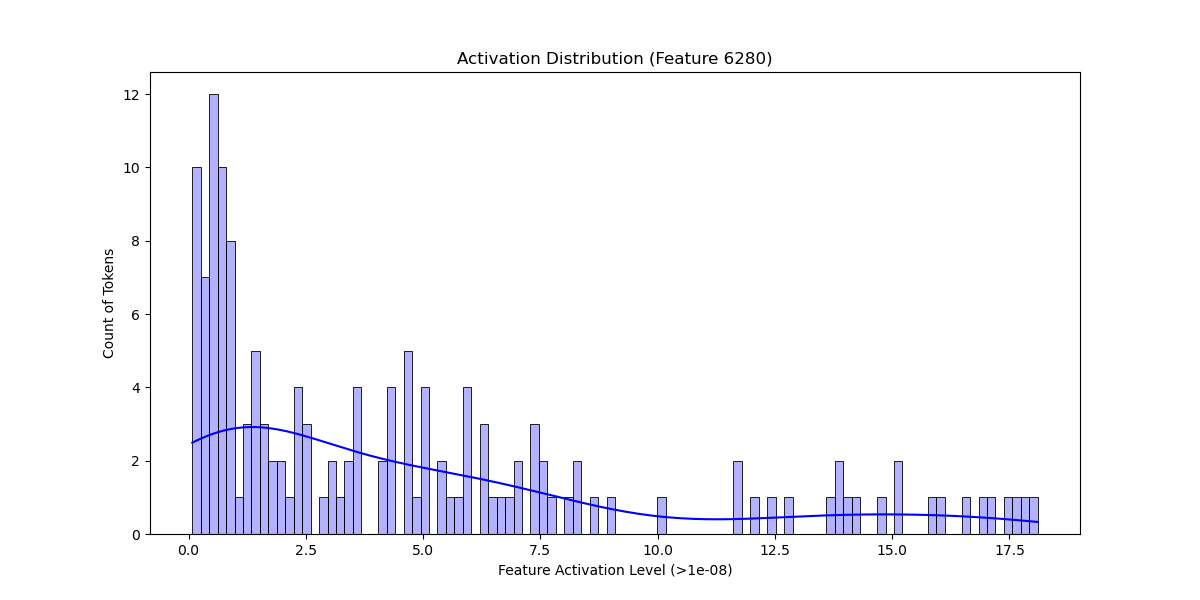 Activation Distribution (Feature 6280)
12
10
8
6
4
2
0
Count of Tokens
0.0 2.5 5.0 7.5 10.0 12.5 15.0 17.5
Feature Activation Level (>1e-08)